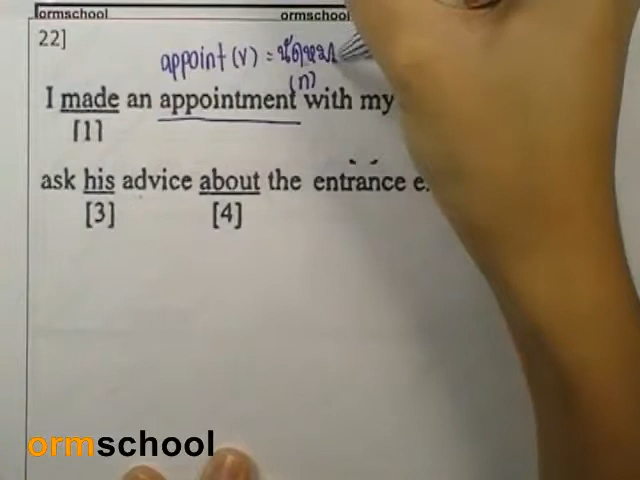 ormschool ormschool
22]
appoint (v) = นัดหมา
(n)
I made an appointment with my
[1]
ask his advice about the entrance e
[3] [4]
ormschool